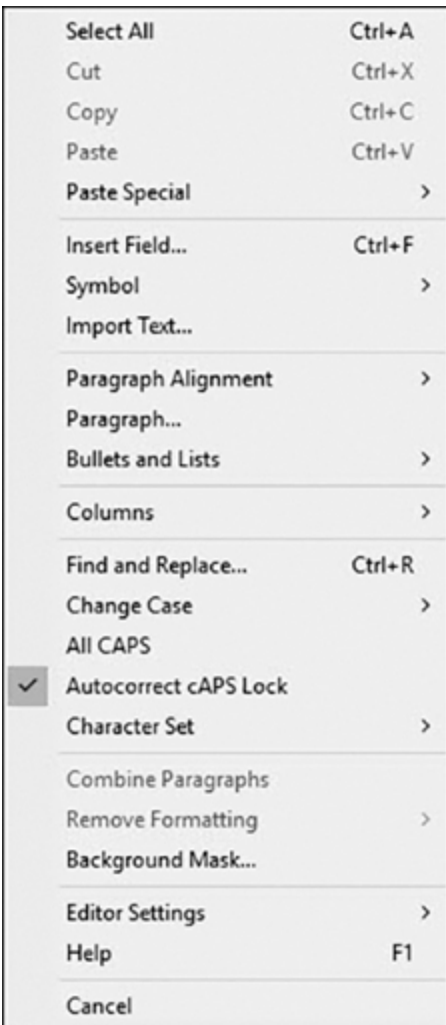 Select All Ctrl+A
Cut Ctrl+X
Copy Ctrl+C
Paste Ctrl+V
Paste Special
Insert Field... Ctrl+F
Symbol
Import Text...
Paragraph Alignment
Paragraph...
Bullets and Lists
Columns
Find and Replace... Ctrl+R
Change Case
All CAPS
Autocorrect cAPS Lock
Character Set
Combine Paragraphs
Remove Formatting
Background Mask...
Editor Settings
Help F1
Cancel